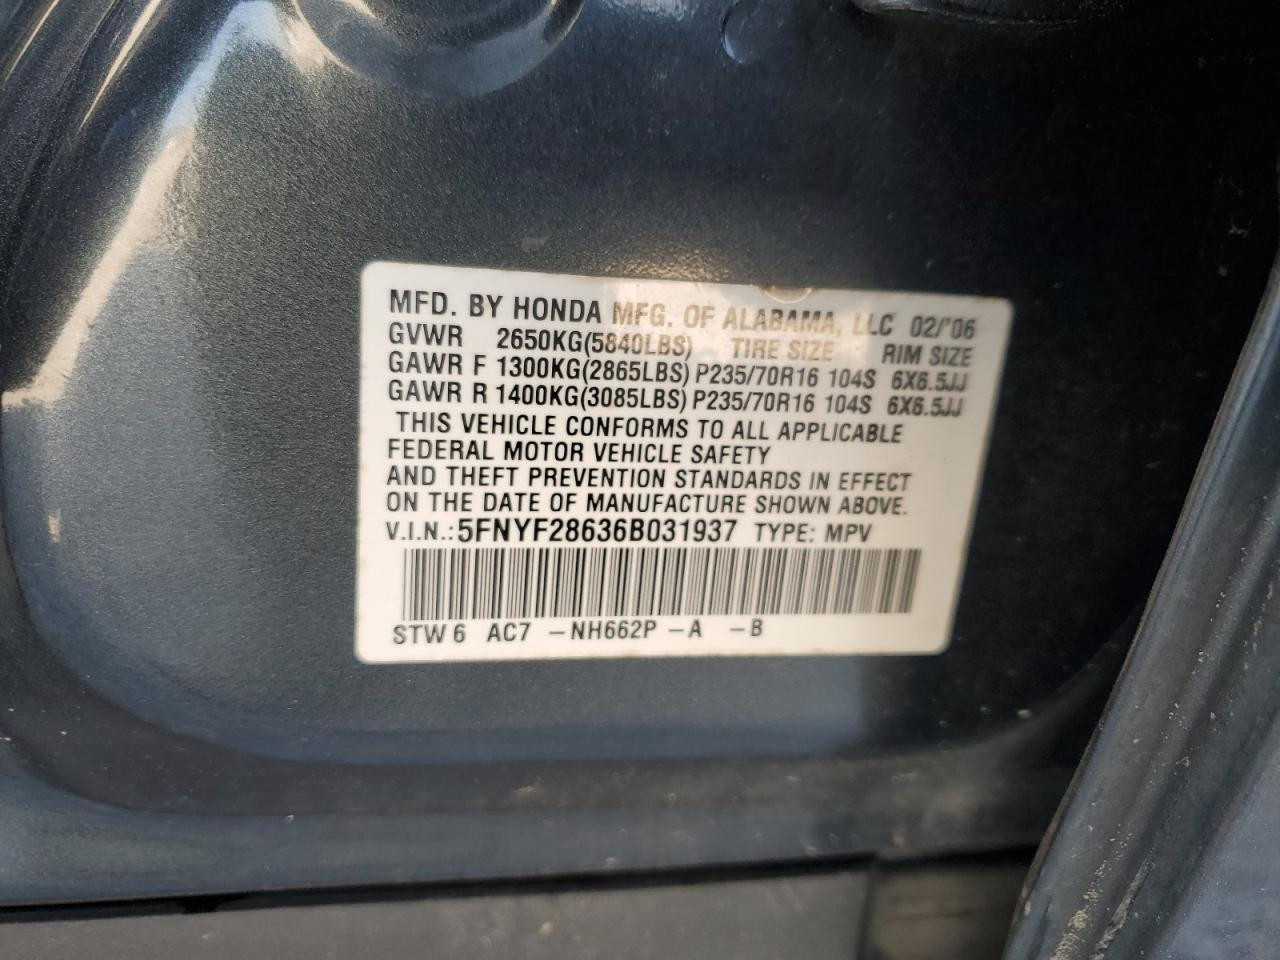 MFD. BY HONDA MFG. OF ALABAMA, LLC 02/'06
GVWR 2650KG(5840LBS) TIRE SIZE RIM SIZE
GAWR F 1300KG(2865LBS) P235/70R16 104S 6X6.5JJ
GAWR R 1400KG(3085LBS) P235/70R16 104S 6X6.5JJ
THIS VEHICLE CONFORMS TO ALL APPLICABLE
FEDERAL MOTOR VEHICLE SAFETY
AND THEFT PREVENTION STANDARDS IN EFFECT
ON THE DATE OF MANUFACTURE SHOWN ABOVE.
V.I.N.: 5FNYF28636B031937 TYPE: MPV
STW 6 AC7 -NH662P -A -B